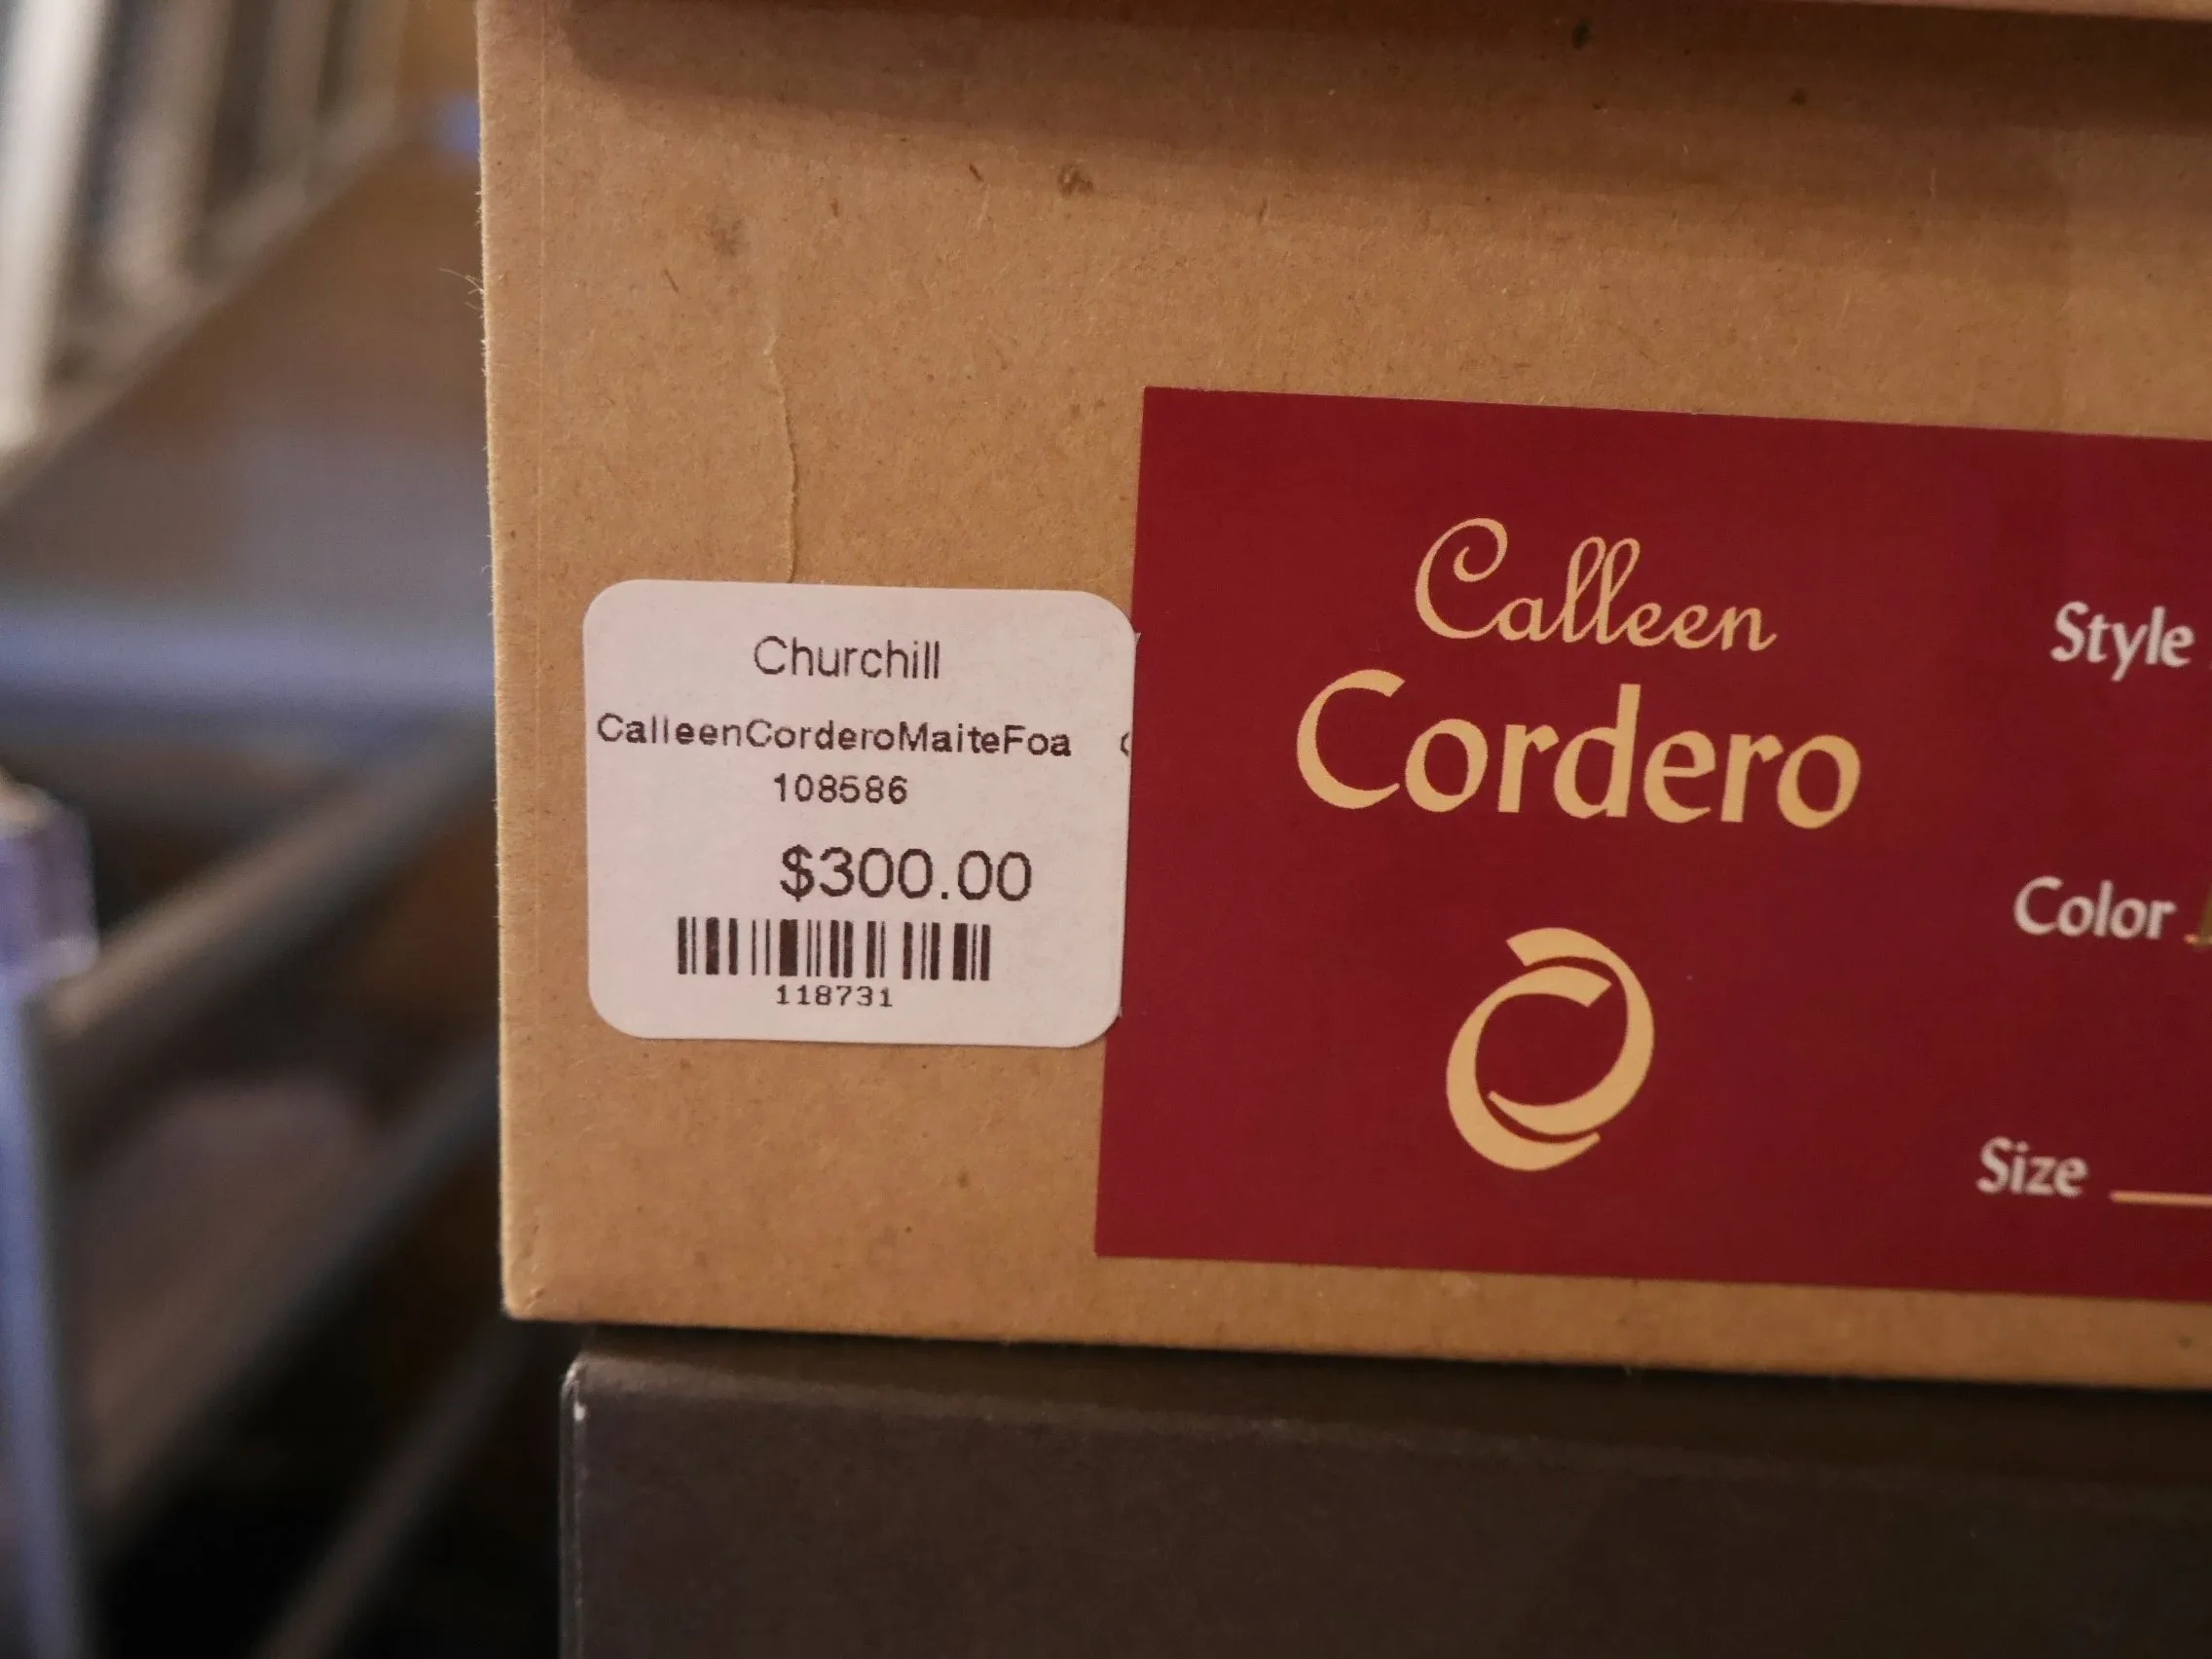 Churchill
CalleenCorderoMaiteFoa
108586
$300.00
118731
Calleen
Cordero
Style
Color
Size